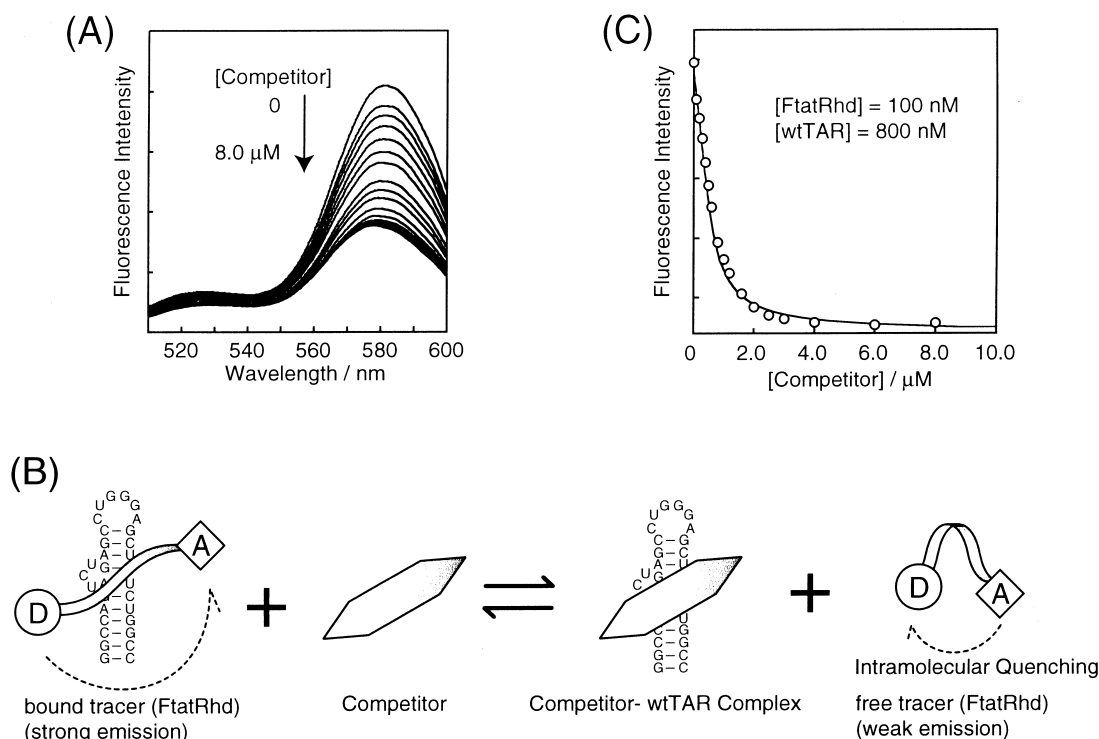 (A)
[Competitor]
0
8.0 μM
Fluorescence Intetensity
520 540 560 580 600
Wavelength / nm
(C)
[FtatRhd] = 100 nM
[wtTAR] = 800 nM
Fluorescence Intetensity
0 2.0 4.0 6.0 8.0 10.0
[Competitor] / μM
(B)
U G G G
C A
C – G
G
A
G
U
C
U
A – U
C – G
C – G
G – C
G – C
D
A
+
Competitor
bound tracer (FtatRhd)
(strong emission)
U G G G
C A
C – G
G
A
U
C
U
C – G
C – G
G – C
G – C
Competitor- wtTAR Complex
+
D
A
Intramolecular Quenching
free tracer (FtatRhd)
(weak emission)